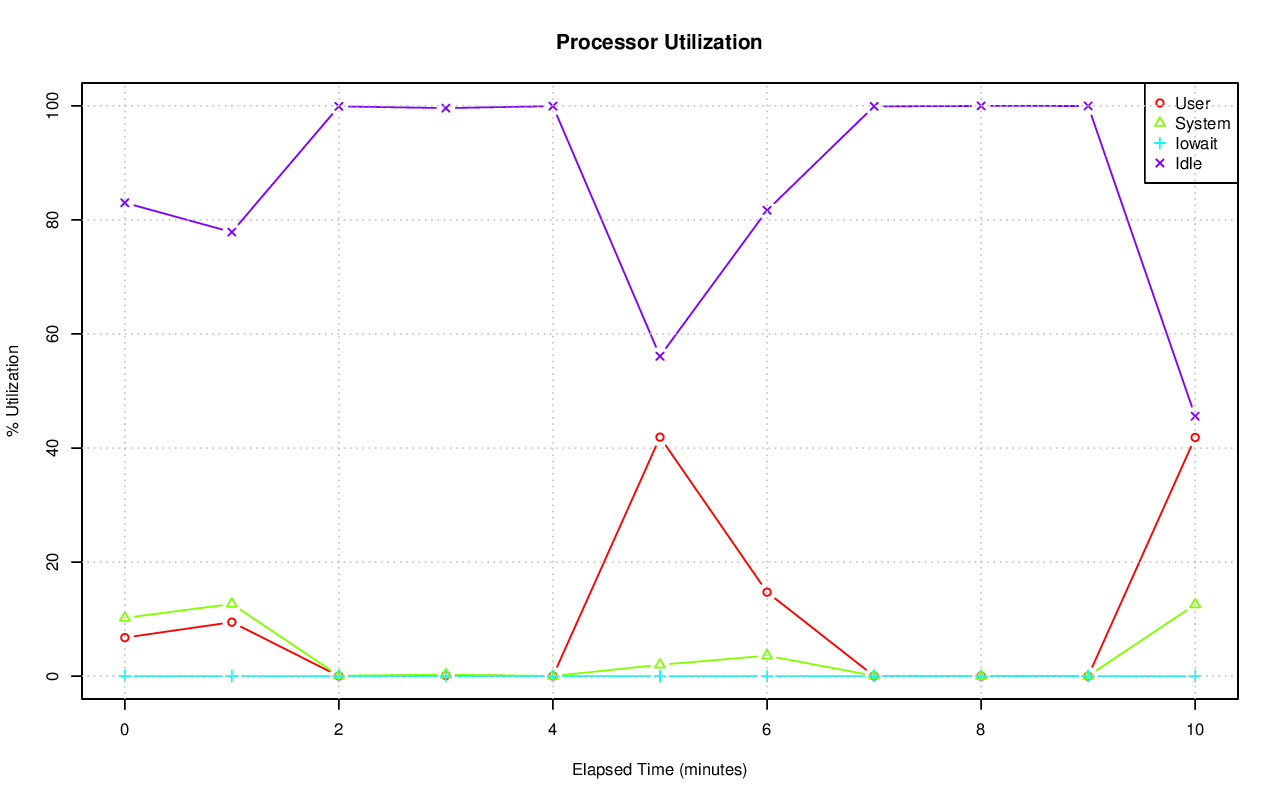 Processor Utilization
% Utilization
100
80
60
40
20
0
User
System
Iowait
Idle
0 2 4 6 8 10
Elapsed Time (minutes)